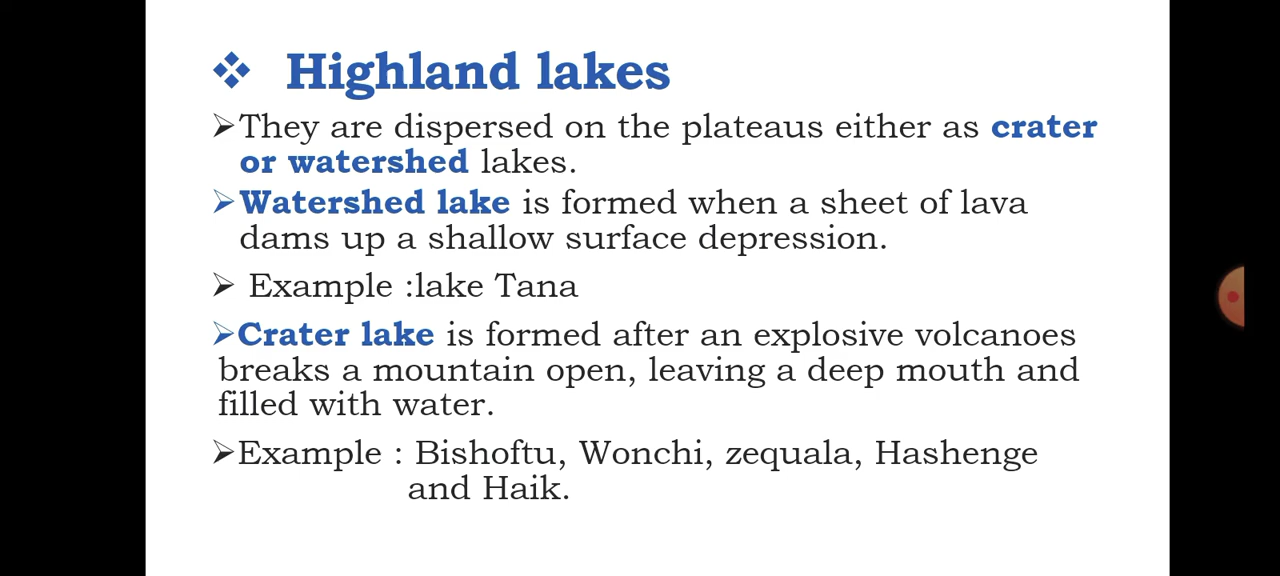 ❖ Highland lakes
➢They are dispersed on the plateaus either as crater
or watershed lakes.
➢Watershed lake is formed when a sheet of lava
dams up a shallow surface depression.
➢ Example :lake Tana
➢Crater lake is formed after an explosive volcanoes
breaks a mountain open, leaving a deep mouth and
filled with water.
➢Example : Bishoftu, Wonchi, zequala, Hashenge
and Haik.